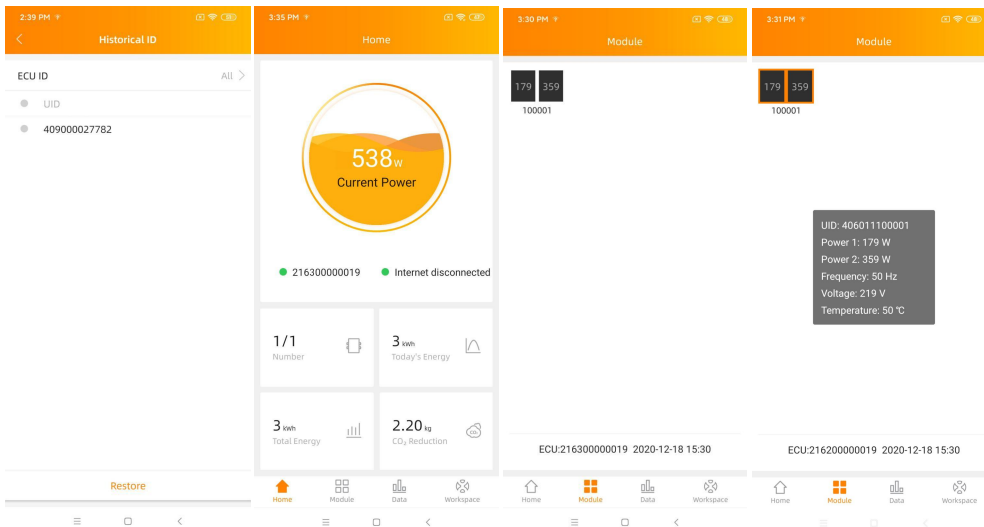 2:39 PM
Historical ID
ECU ID
All
UID
409000027782
Restore
3:35 PM
Home
538 W
Current Power
216300000019
Internet disconnected
1/1
Number
3 kWh
Today's Energy
3 kWh
Total Energy
2.20 kg
CO₂ Reduction
CO₂
Home
Module
Data
Workspace
3:30 PM
Module
179
359
100001
ECU:216300000019 2020-12-18 15:30
Home
Module
Data
Workspace
3:31 PM
Module
179
359
100001
UID: 406011100001
Power 1: 179 W
Power 2: 359 W
Frequency: 50 Hz
Voltage: 219 V
Temperature: 50 ℃
ECU:216200000019 2020-12-18 15:30
Home
Module
Data
Workspace